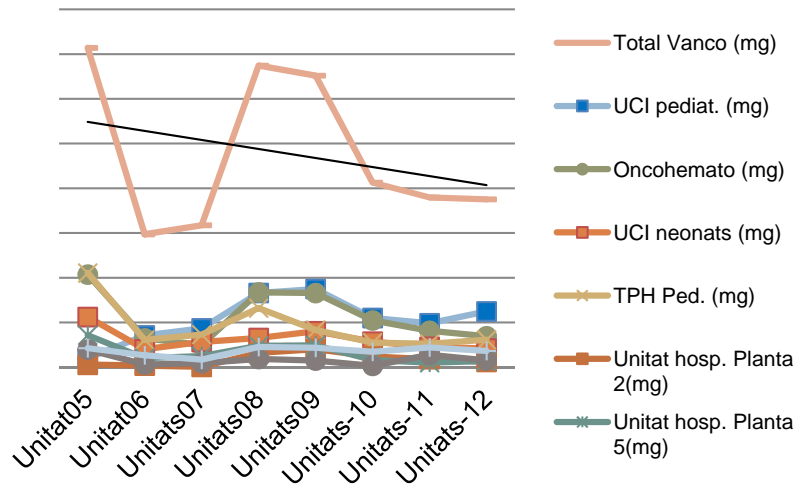 Total Vanco (mg)
UCI pediat. (mg)
Oncohemato (mg)
UCI neonats (mg)
TPH Ped. (mg)
Unitat hosp. Planta
2(mg)
Unitat hosp. Planta
5(mg)
Unitat05
Unitat06
Unitats07
Unitat08
Unitats09
Unitats-10
Unitats-11
Unitats-12